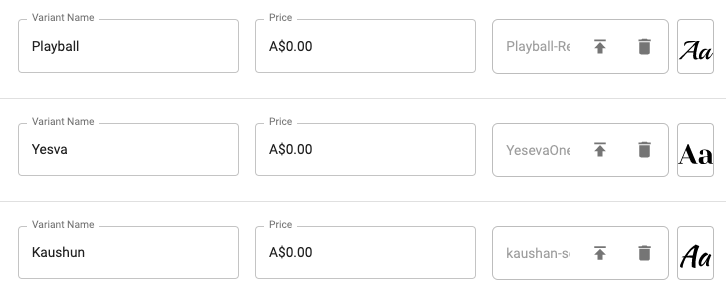 Variant Name Price
Playball A$0.00 Playball-Re Aa
Variant Name Price
Yesva A$0.00 YesevaOne Aa
Variant Name Price
Kaushun A$0.00 kaushan-s Aa